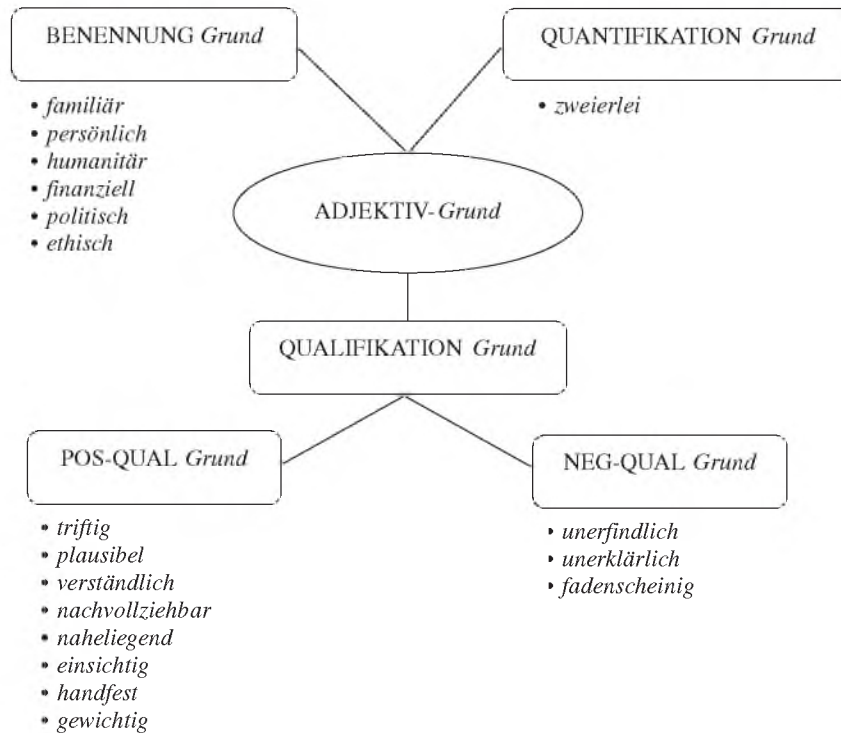 BENENNUNG Grund
QUANTIFIKATION Grund
• familiär
• persönlich
• humanitär
• finanziell
• politisch
• ethisch
• zweierlei
ADJEKTIV-Grund
QUALIFIKATION Grund
POS-QUAL Grund
NEG-QUAL Grund
• triftig
• plausibel
• verständlich
• nachvollziehbar
• naheliegend
• einsichtig
• handfest
• gewichtig
• unerfindlich
• unerklärlich
• fadenscheinig